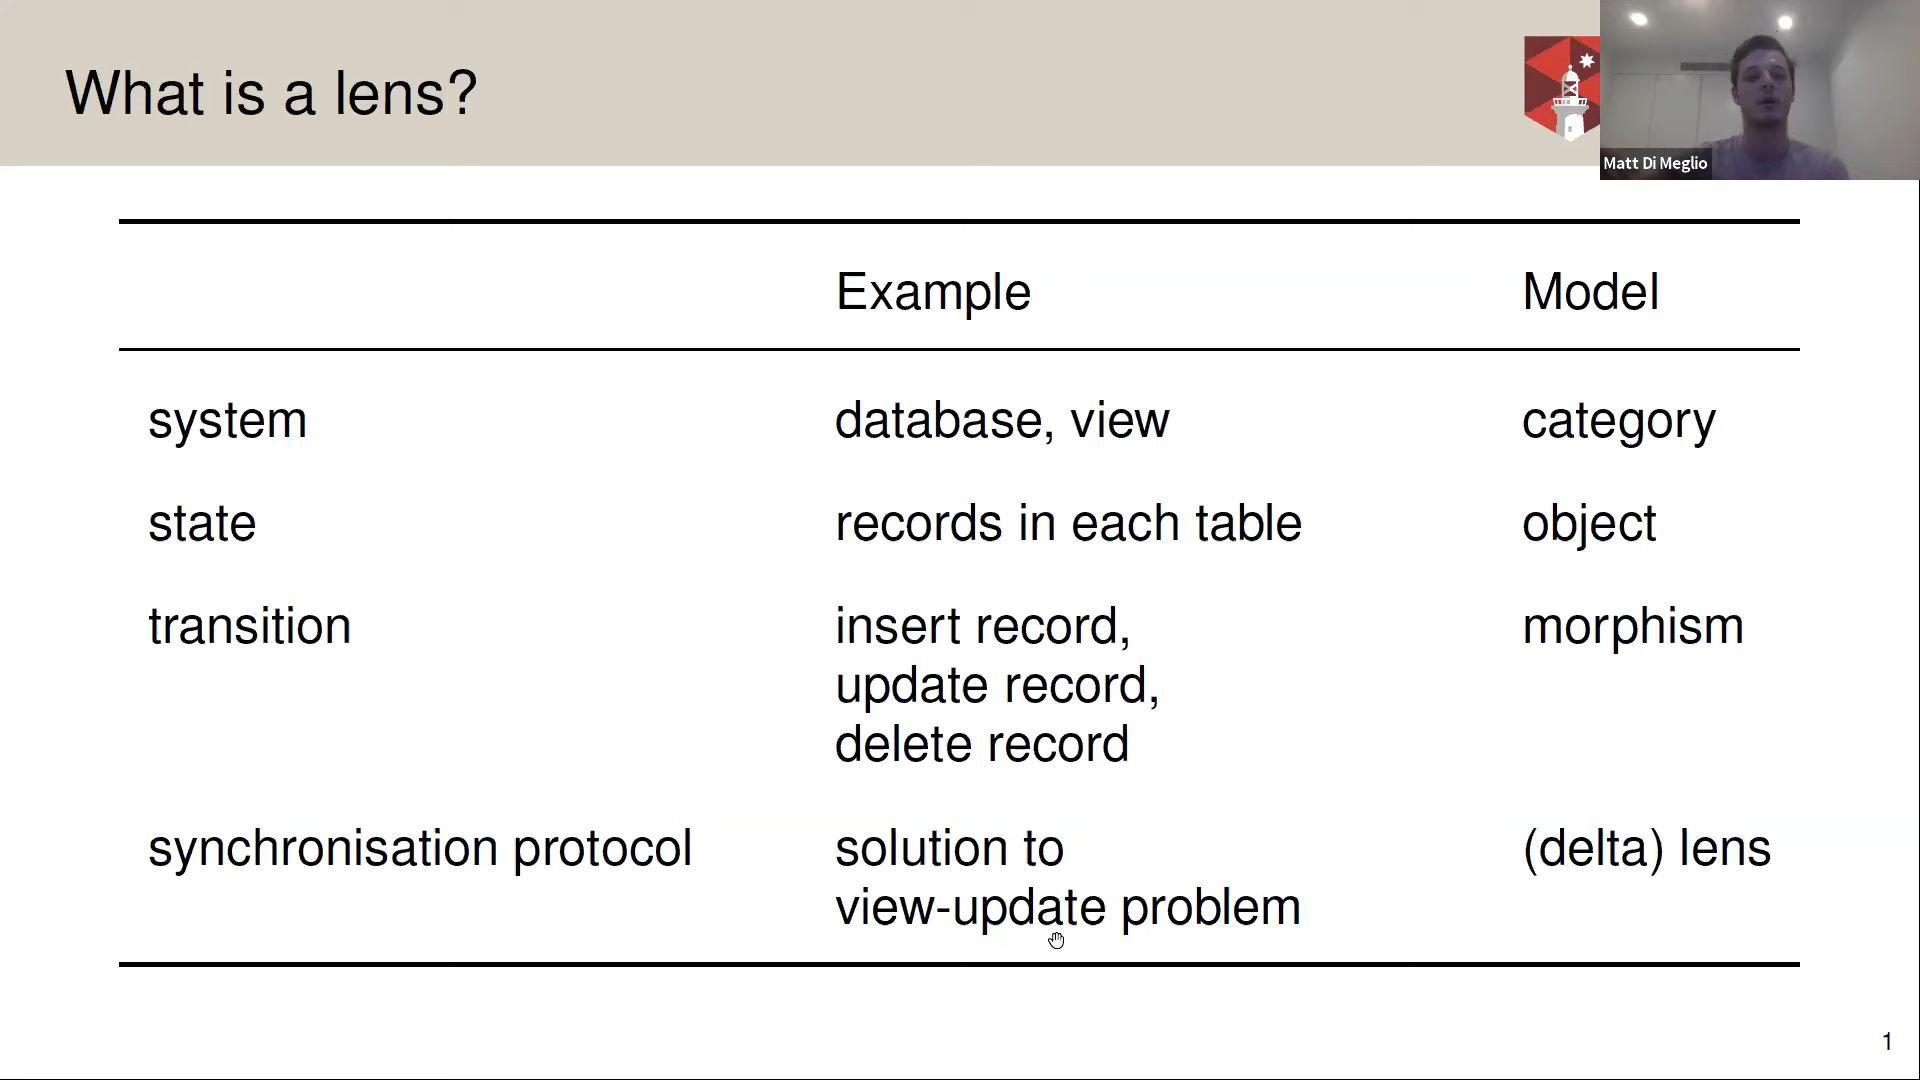 What is a lens?
Matt Di Meglio
Example Model
system database, view category
state records in each table object
transition insert record, morphism
update record,
delete record
synchronisation protocol solution to (delta) lens
view-update problem
1